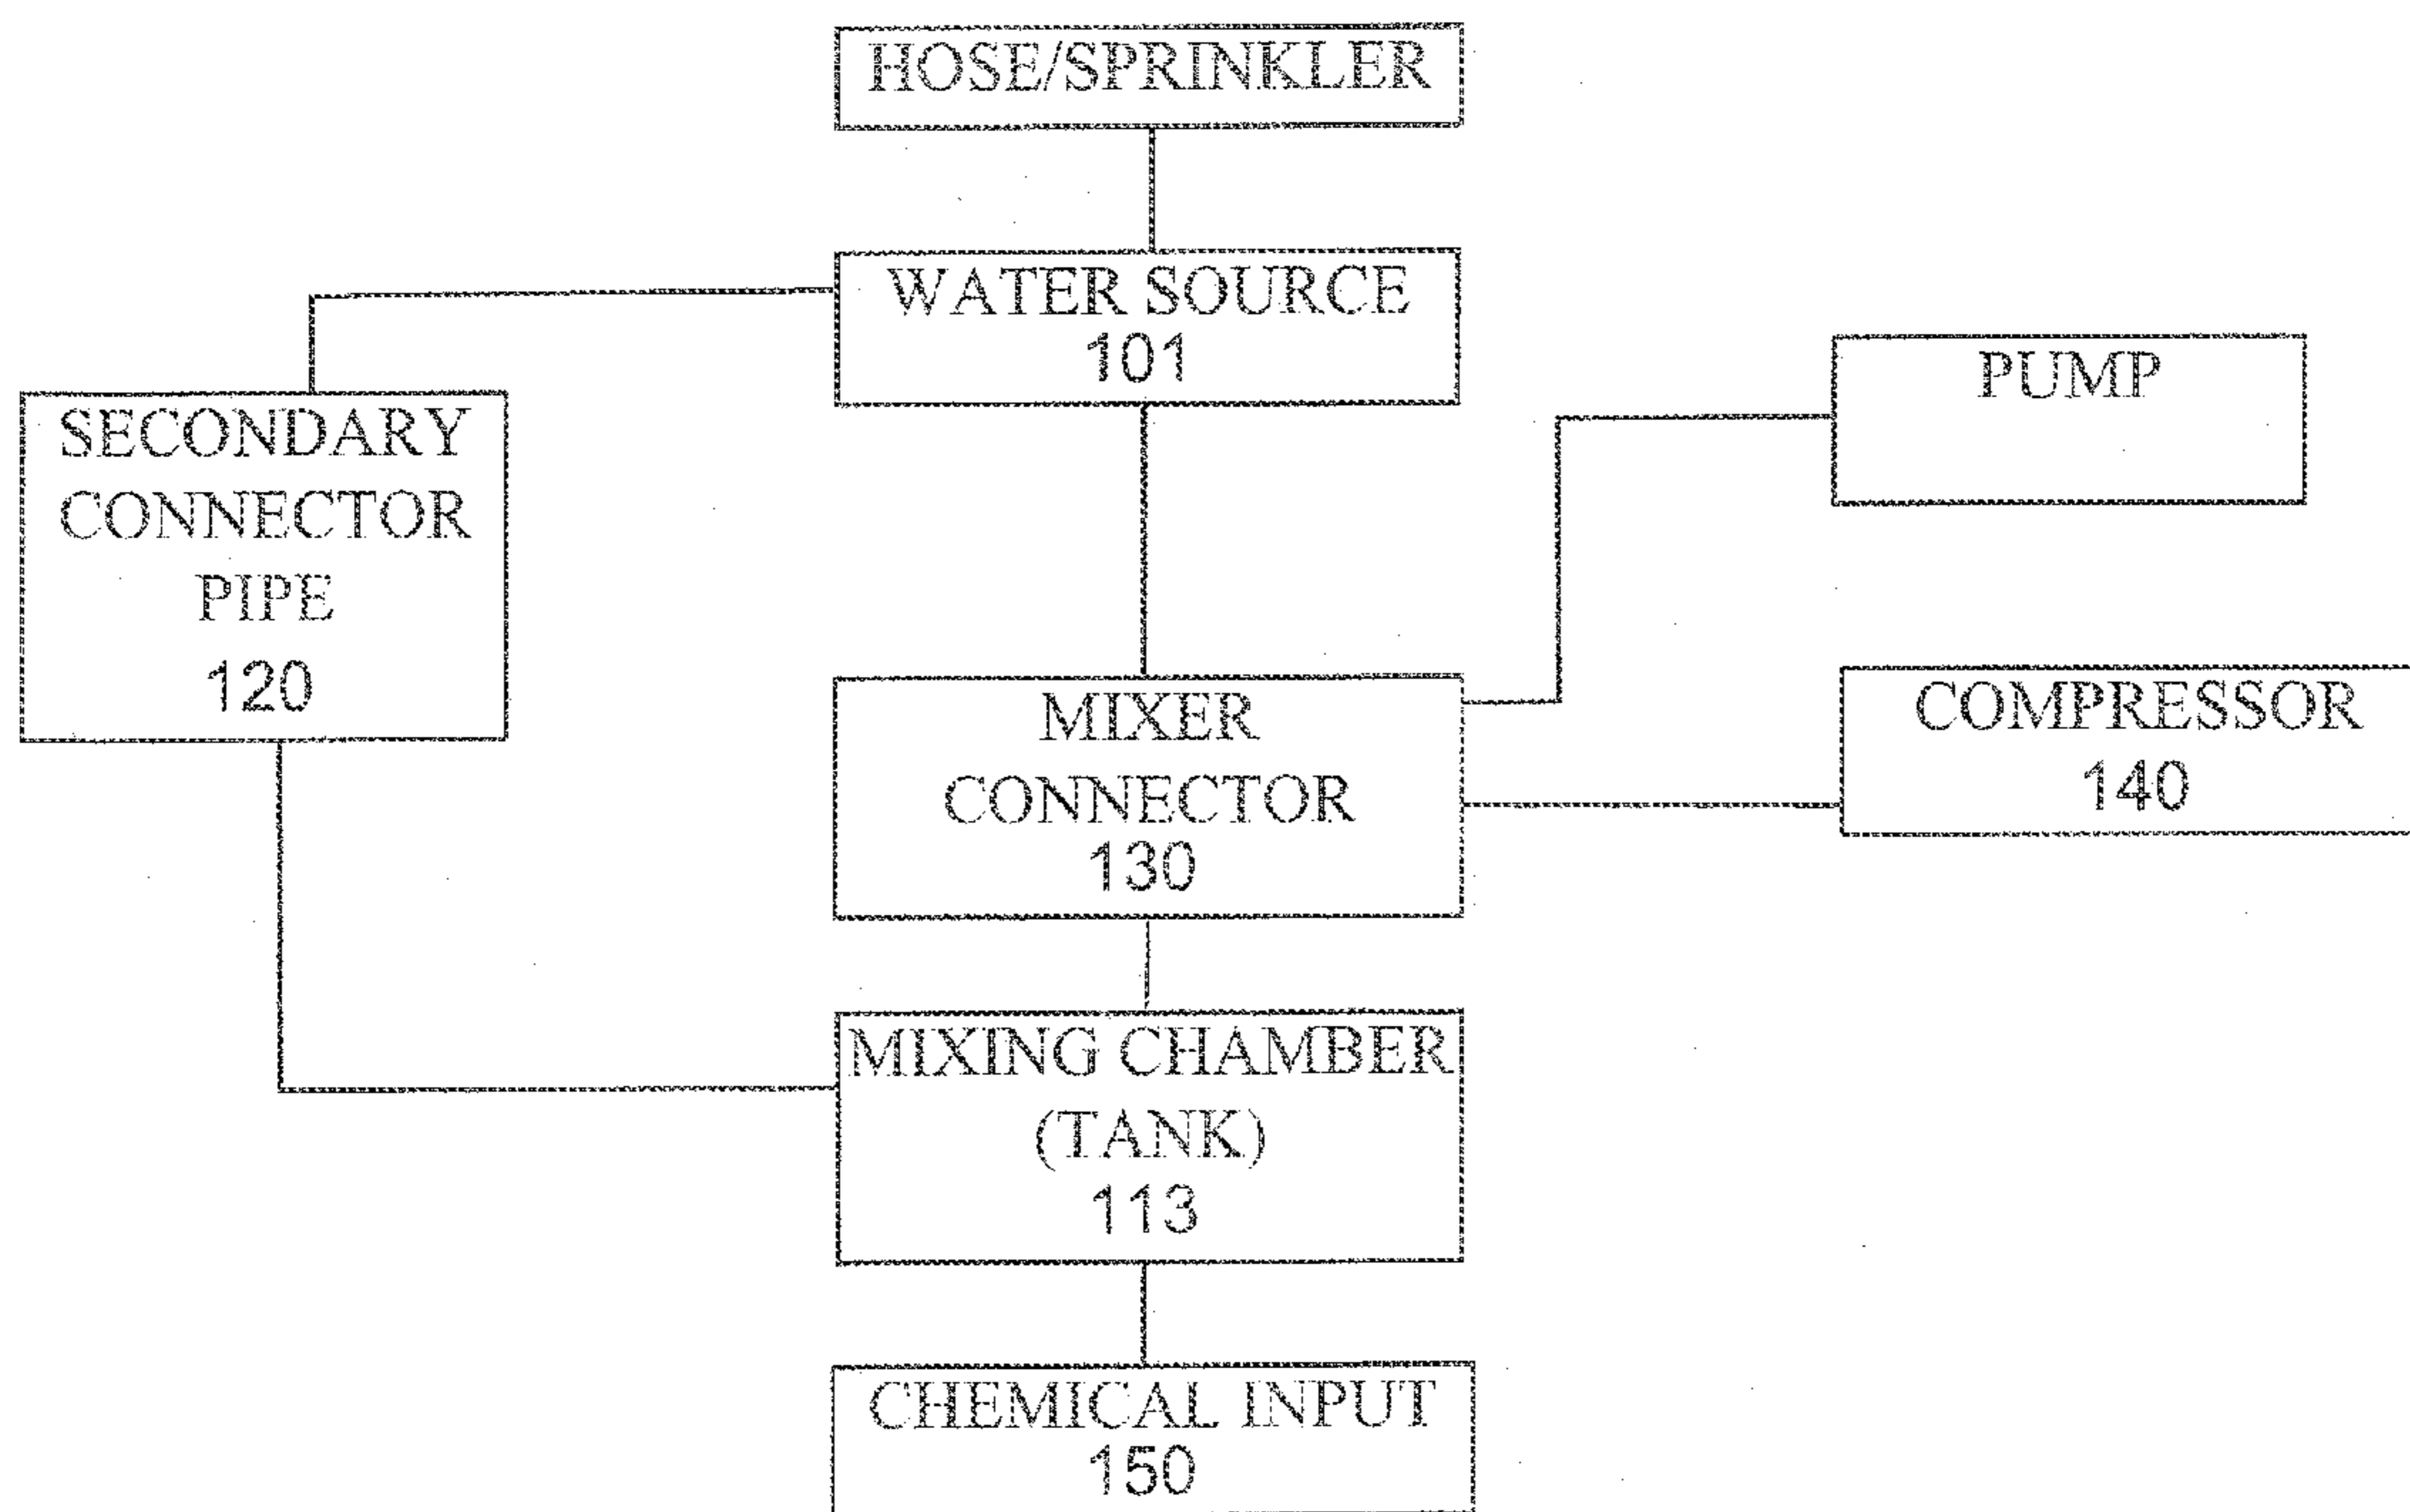 HOSE/SPRINKLER
WATER SOURCE
101
PUMP
SECONDARY
CONNECTOR
PIPE
120
MIXER
CONNECTOR
130
COMPRESSOR
140
MIXING CHAMBER
(TANK)
113
CHEMICAL INPUT
150